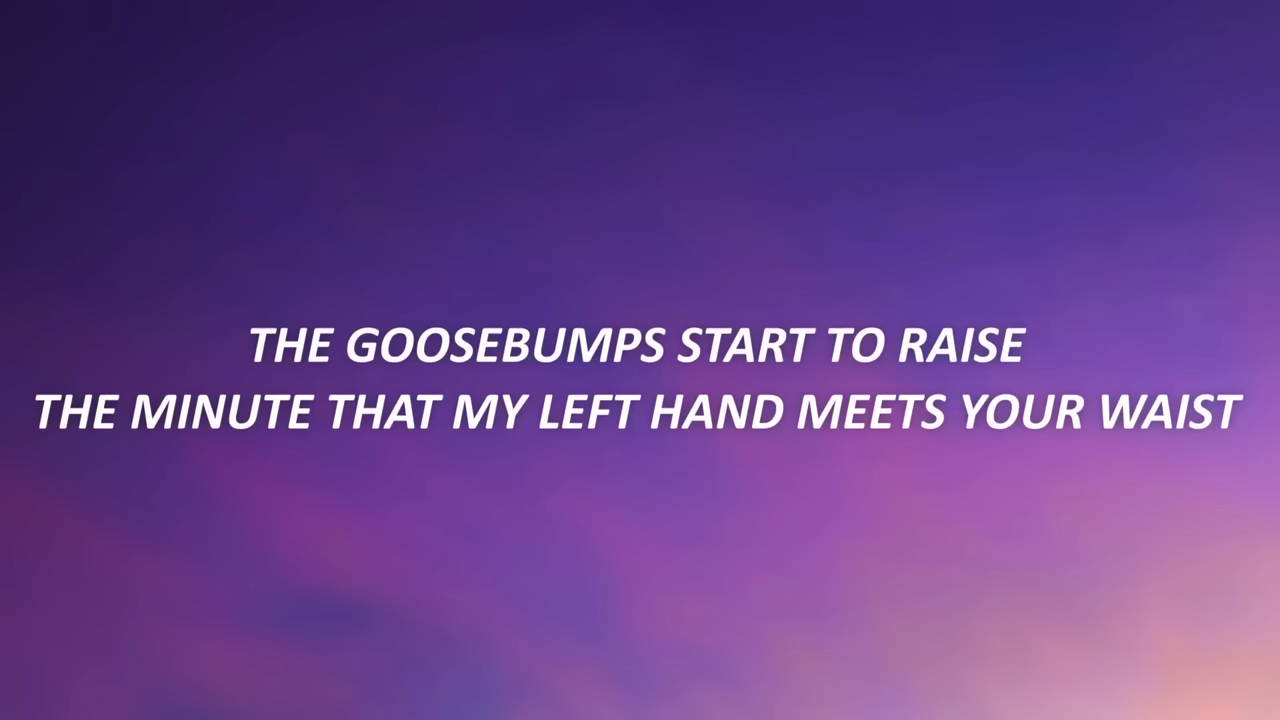 THE GOOSEBUMPS START TO RAISE
THE MINUTE THAT MY LEFT HAND MEETS YOUR WAIST